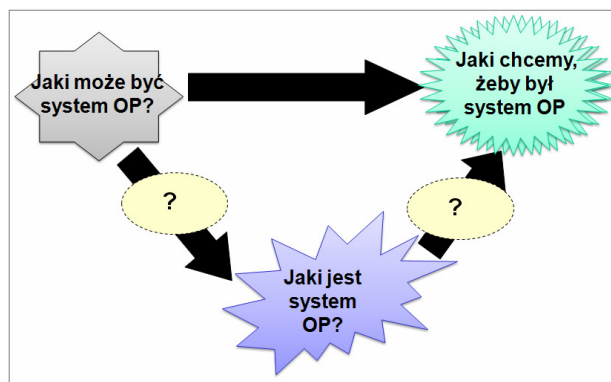 Jaki może być
system OP?
Jaki chcemy,
żeby był
system OP
?
?
Jaki jest
system
OP?